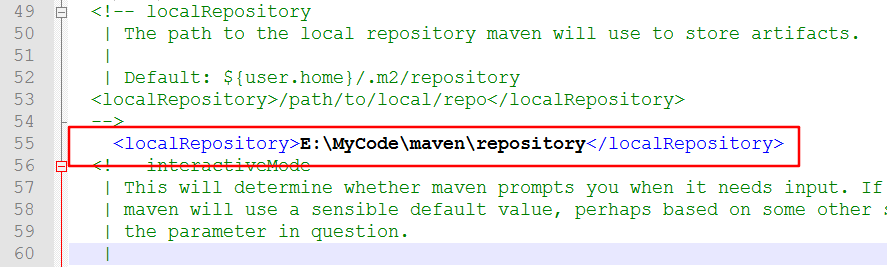 49 <!-- localRepository
50 | The path to the local repository maven will use to store artifacts.
51 |
52 | Default: ${user.home}/.m2/repository
53 <localRepository>/path/to/local/repo</localRepository>
54 -->
55 <localRepository>E:\MyCode\maven\repository</localRepository>
56 <!-- interactiveMode
57 | This will determine whether maven prompts you when it needs input. If
58 | maven will use a sensible default value, perhaps based on some other
59 | the parameter in question.
60 |